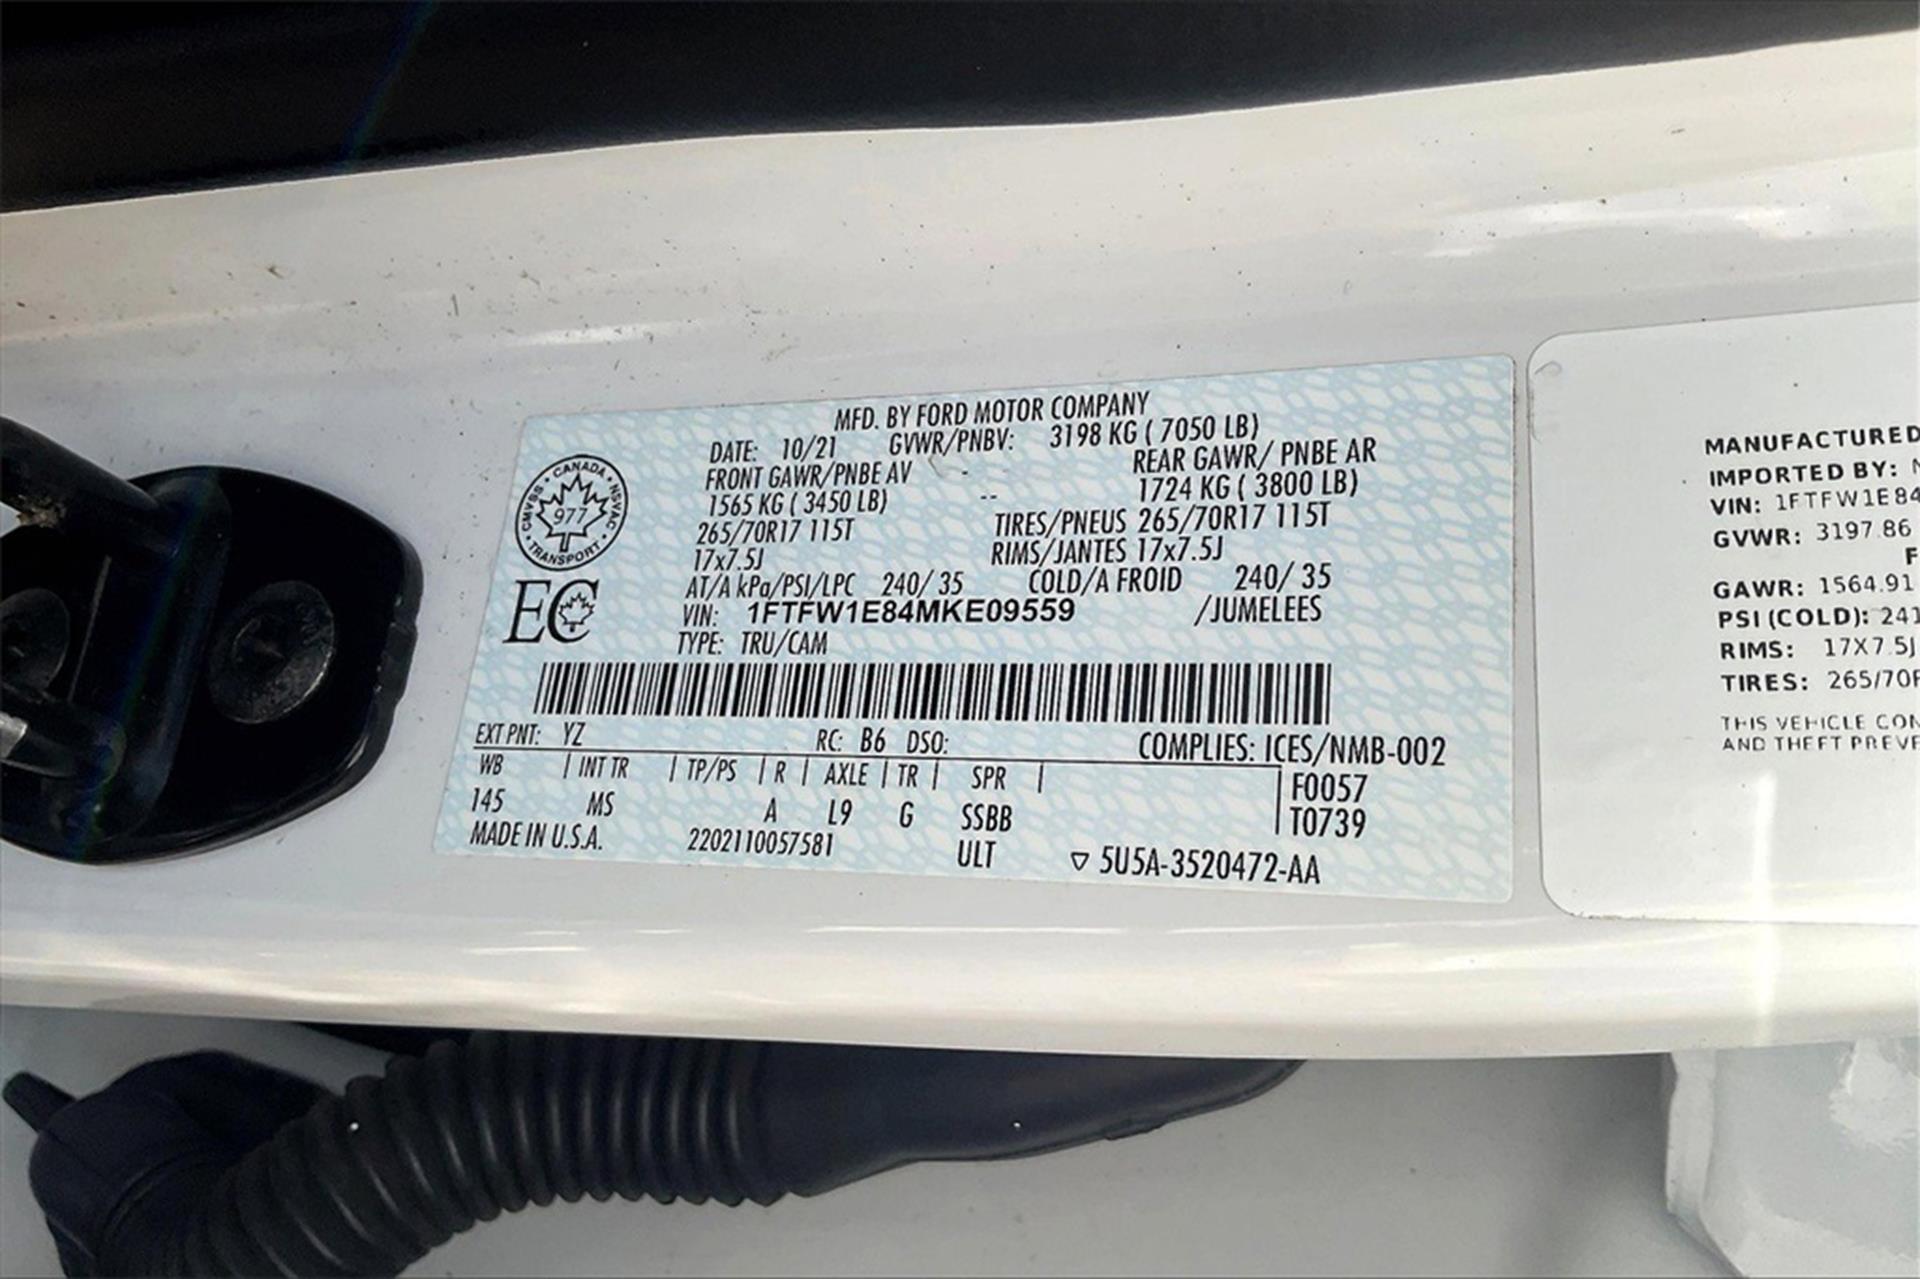 MFD. BY FORD MOTOR COMPANY
DATE: 10/21 GVWR/PNBV: 3198 KG ( 7050 LB)
FRONT GAWR/PNBE AV - REAR GAWR/ PNBE AR
1565 KG ( 3450 LB) -- 1724 KG ( 3800 LB)
265/70R17 115T TIRES/PNEUS 265/70R17 115T
17x7.5J RIMS/JANTES 17x7.5J
AT/A kPa/PSI/LPC 240/ 35 COLD/A FROID 240/ 35
VIN: 1FTFW1E84MKE09559 /JUMELEES
TYPE: TRU/CAM
CMVSS • CANADA • NSVAC • TRANSPORT •
977
EC
EXT PNT: YZ RC: B6 DSO: COMPLIES: ICES/NMB-002
WB | INT TR | TP/PS | R | AXLE | TR | SPR | F0057
145 MS A L9 G SSBB T0739
MADE IN U.S.A. 2202110057581 ULT ▽ 5U5A-3520472-AA
MANUFACTURED
IMPORTED BY:
VIN: 1FTFW1E84
GVWR: 3197.86
F
GAWR: 1564.91
PSI (COLD): 241
RIMS: 17X7.5J
TIRES: 265/70R
THIS VEHICLE CON
AND THEFT PREVE